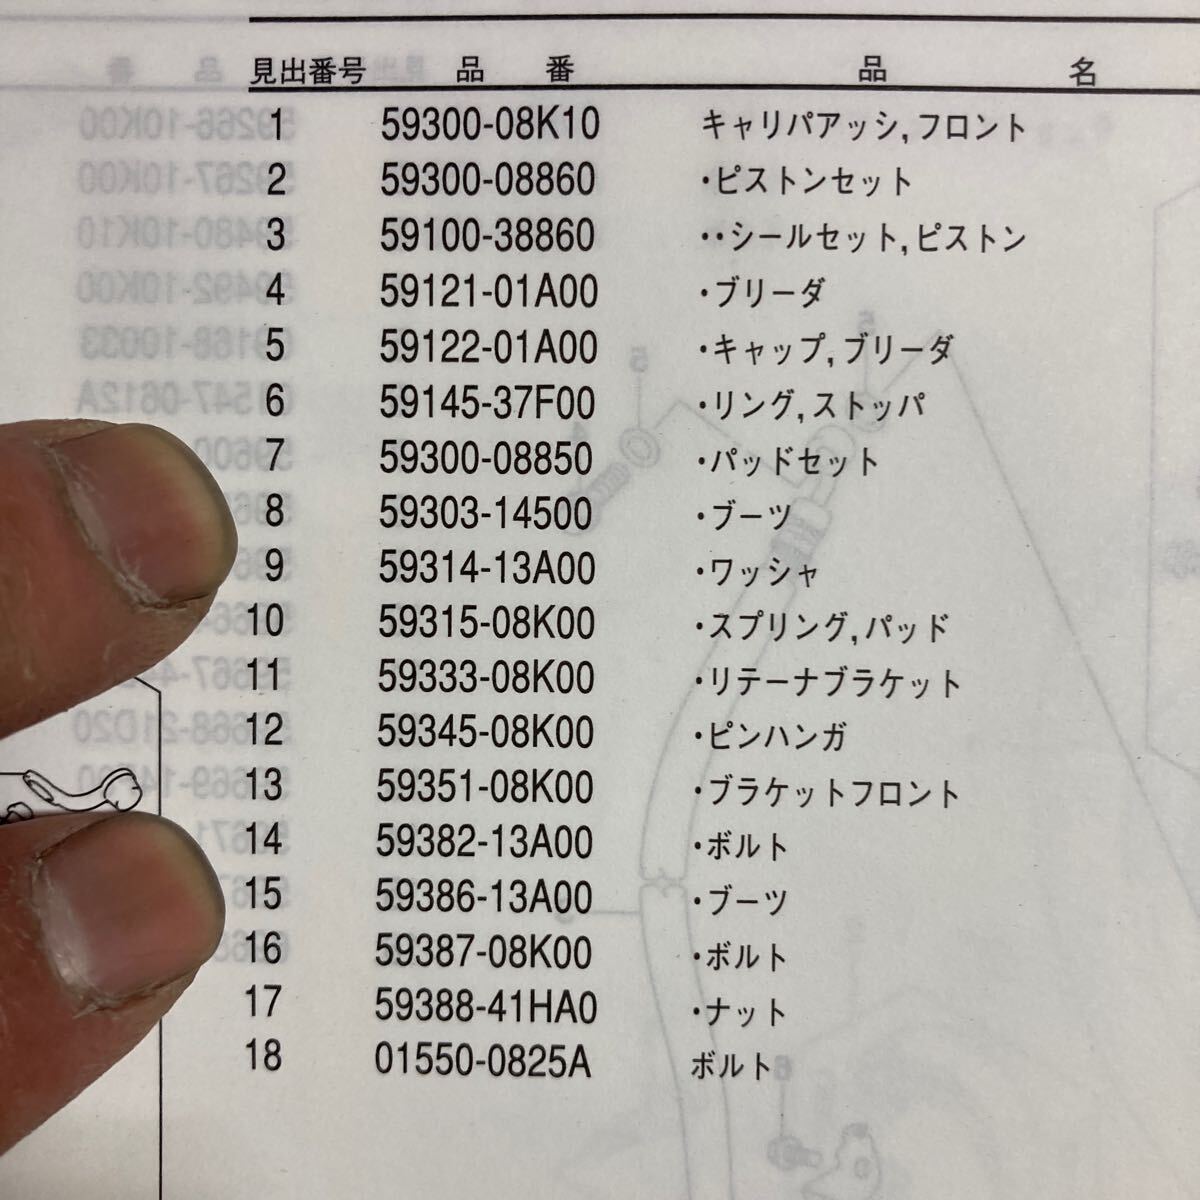 見出番号 品 番 品 名
1 59300-08K10 キャリパアッシ,フロント
2 59300-08860 ・ピストンセット
3 59100-38860 ・・シールセット,ピストン
4 59121-01A00 ・ブリーダ
5 59122-01A00 ・キャップ,ブリーダ
6 59145-37F00 ・リング,ストッパ
7 59300-08850 ・パッドセット
8 59303-14500 ・ブーツ
9 59314-13A00 ・ワッシャ
10 59315-08K00 ・スプリング,パッド
11 59333-08K00 ・リテーナブラケット
12 59345-08K00 ・ピンハンガ
13 59351-08K00 ・ブラケットフロント
14 59382-13A00 ・ボルト
15 59386-13A00 ・ブーツ
16 59387-08K00 ・ボルト
17 59388-41HA0 ・ナット
18 01550-0825A ボルト